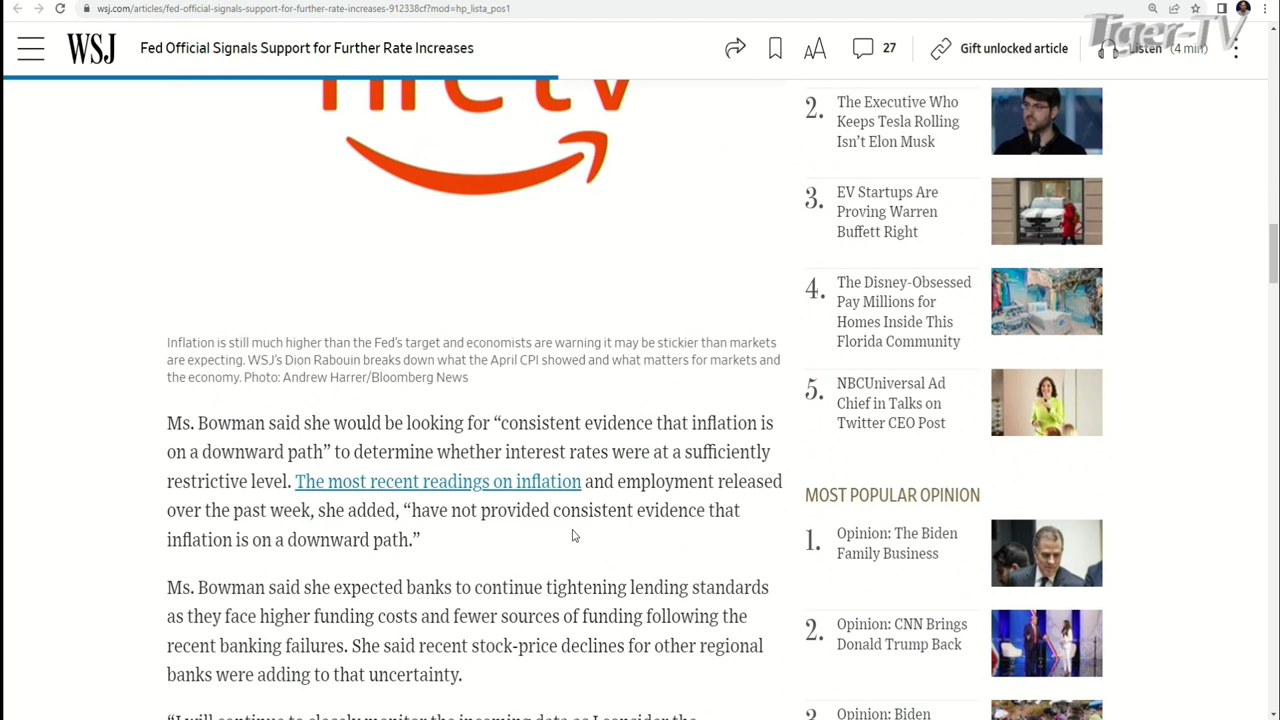 wsj.com/articles/fed-official-signals-support-for-further-rate-increases-912338cf?mod=hp_lista_pos1
Tiger-TV
WSJ
Fed Official Signals Support for Further Rate Increases
27
Gift unlocked article
Listen (4 min)
firetv
Inflation is still much higher than the Fed's target and economists are warning it may be stickier than markets
are expecting. WSJ's Dion Rabouin breaks down what the April CPI showed and what matters for markets and
the economy. Photo: Andrew Harrer/Bloomberg News
Ms. Bowman said she would be looking for “consistent evidence that inflation is
on a downward path” to determine whether interest rates were at a sufficiently
restrictive level. The most recent readings on inflation and employment released
over the past week, she added, “have not provided consistent evidence that
inflation is on a downward path.”
Ms. Bowman said she expected banks to continue tightening lending standards
as they face higher funding costs and fewer sources of funding following the
recent banking failures. She said recent stock-price declines for other regional
banks were adding to that uncertainty.
“I will continue to closely monitor the incoming data as I consider the
2.
The Executive Who
Keeps Tesla Rolling
Isn't Elon Musk
3.
EV Startups Are
Proving Warren
Buffett Right
4.
The Disney-Obsessed
Pay Millions for
Homes Inside This
Florida Community
5.
NBCUniversal Ad
Chief in Talks on
Twitter CEO Post
MOST POPULAR OPINION
1.
Opinion: The Biden
Family Business
2.
Opinion: CNN Brings
Donald Trump Back
3
Opinion: Biden